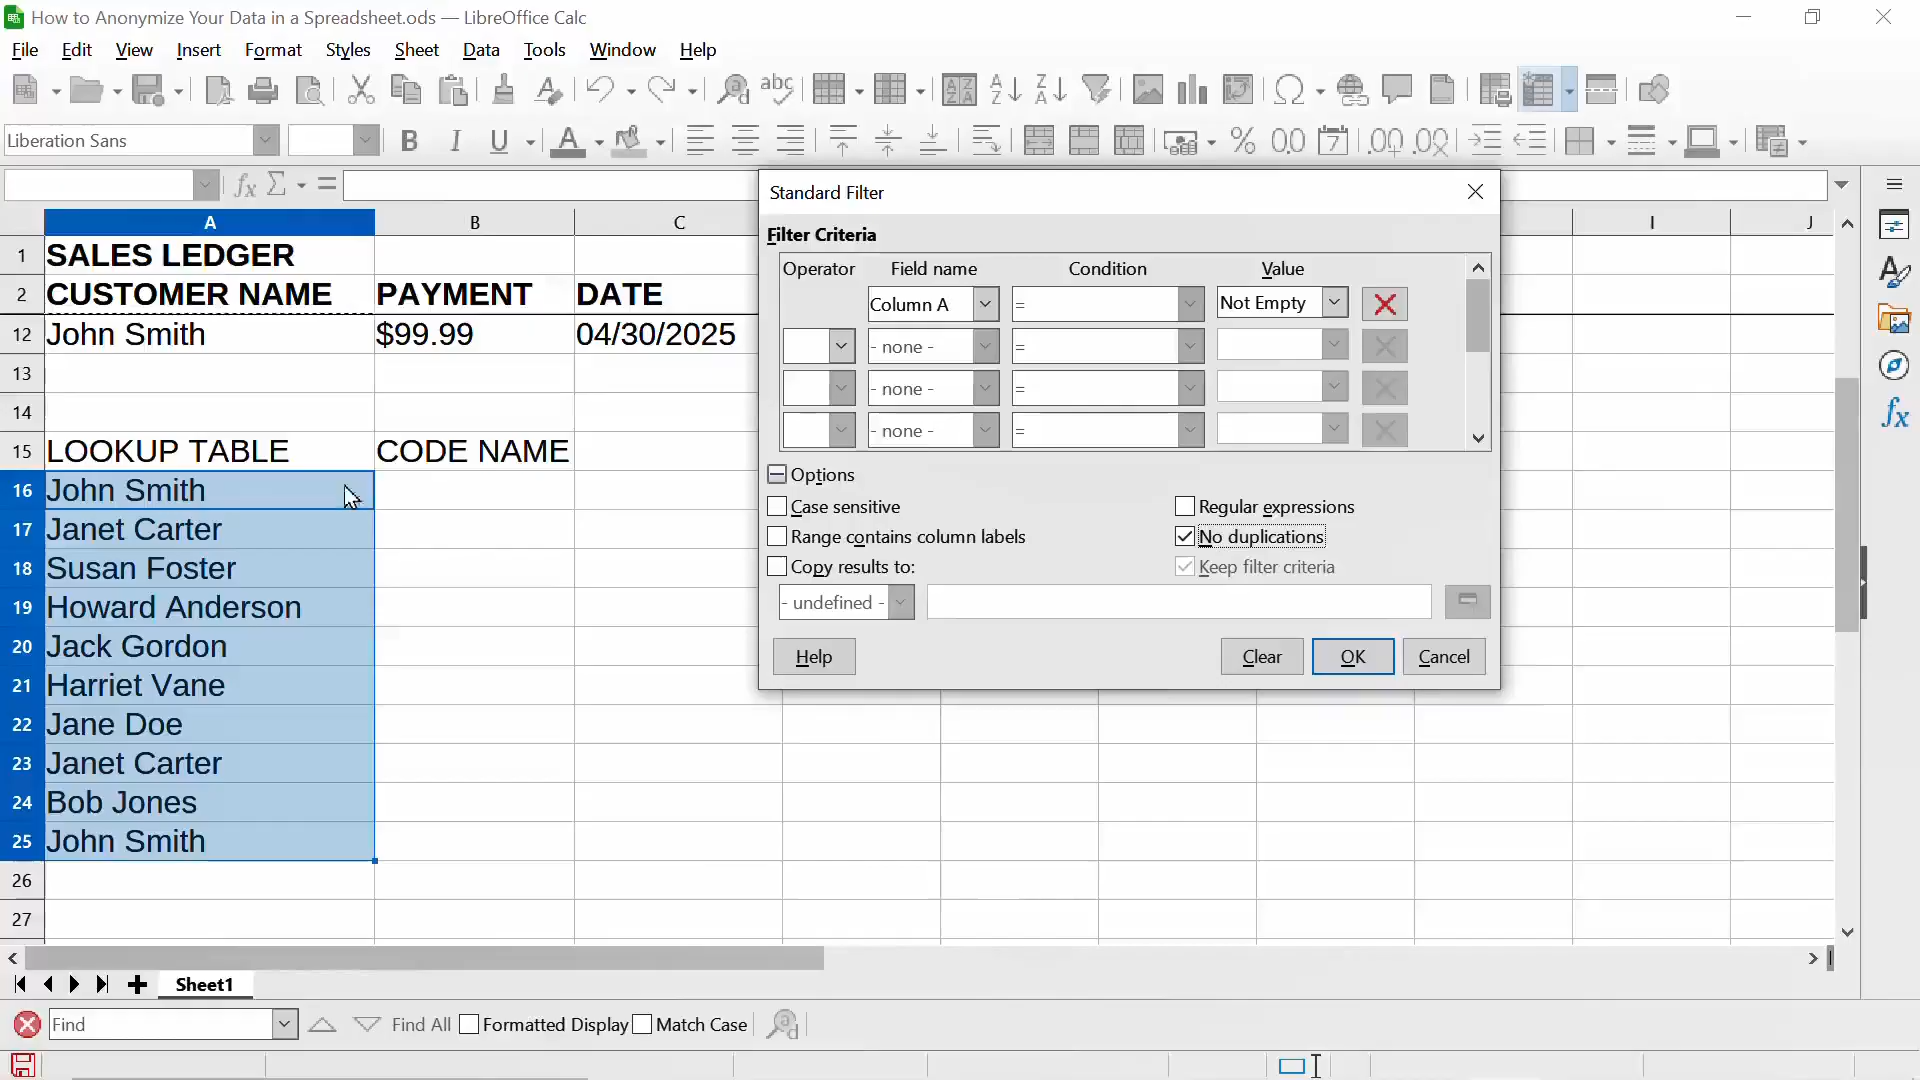 How to Anonymize Your Data in a Spreadsheet.ods — LibreOffice Calc
File Edit View Insert Format Styles Sheet Data Tools Window Help
Liberation Sans
A B C I J
Standard Filter
Filter Criteria
Operator Field name Condition Value
Column A = Not Empty
- none - =
- none - =
- none - =
Options
Case sensitive Regular expressions
Range contains column labels No duplications
Copy results to: Keep filter criteria
- undefined -
Help Clear OK Cancel
1 SALES LEDGER
2 CUSTOMER NAME PAYMENT DATE
12 John Smith $99.99 04/30/2025
13
14
15 LOOKUP TABLE CODE NAME
16 John Smith
17 Janet Carter
18 Susan Foster
19 Howard Anderson
20 Jack Gordon
21 Harriet Vane
22 Jane Doe
23 Janet Carter
24 Bob Jones
25 John Smith
26
27
Sheet1
Find Find All Formatted Display Match Case